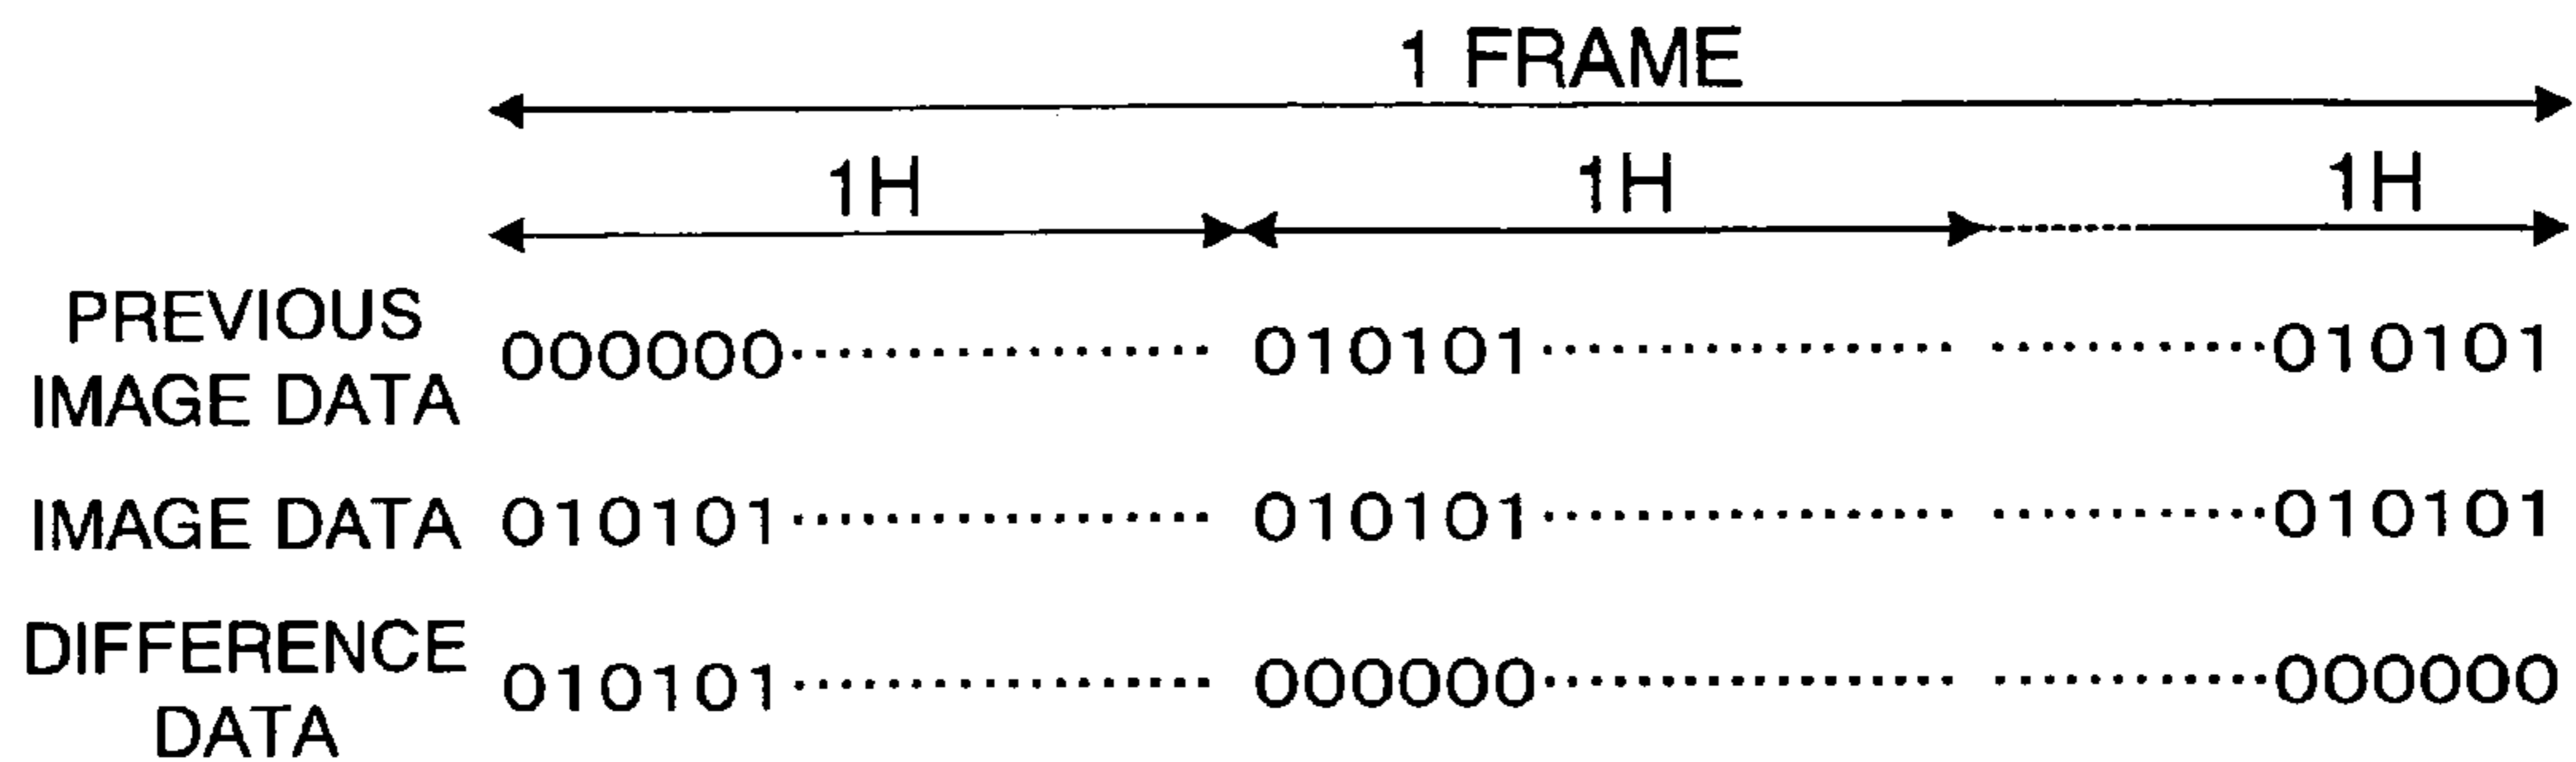 1 FRAME
1H 1H 1H
PREVIOUS
IMAGE DATA 000000 010101 010101
IMAGE DATA 010101 010101 010101
DIFFERENCE
DATA 010101 000000 000000